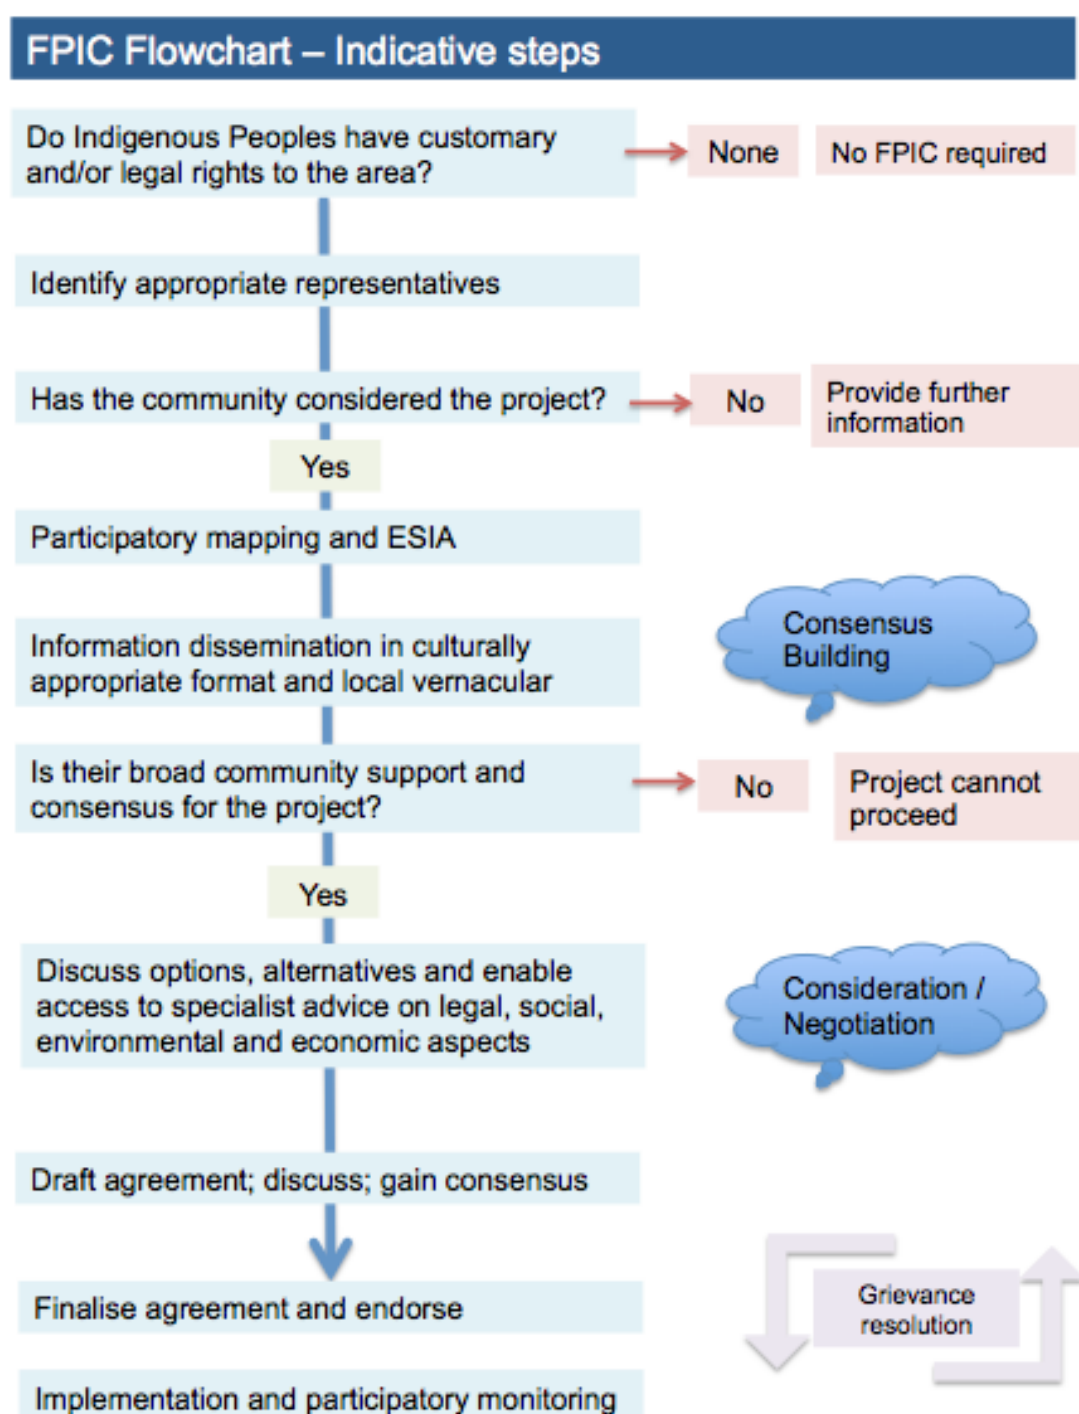 FPIC Flowchart – Indicative steps
Do Indigenous Peoples have customary
and/or legal rights to the area?
None
No FPIC required
Identify appropriate representatives
Has the community considered the project?
No
Provide further
information
Yes
Participatory mapping and ESIA
Information dissemination in culturally
appropriate format and local vernacular
Consensus
Building
Is their broad community support and
consensus for the project?
No
Project cannot
proceed
Yes
Discuss options, alternatives and enable
access to specialist advice on legal, social,
environmental and economic aspects
Consideration /
Negotiation
Draft agreement; discuss; gain consensus
Finalise agreement and endorse
Grievance
resolution
Implementation and participatory monitoring